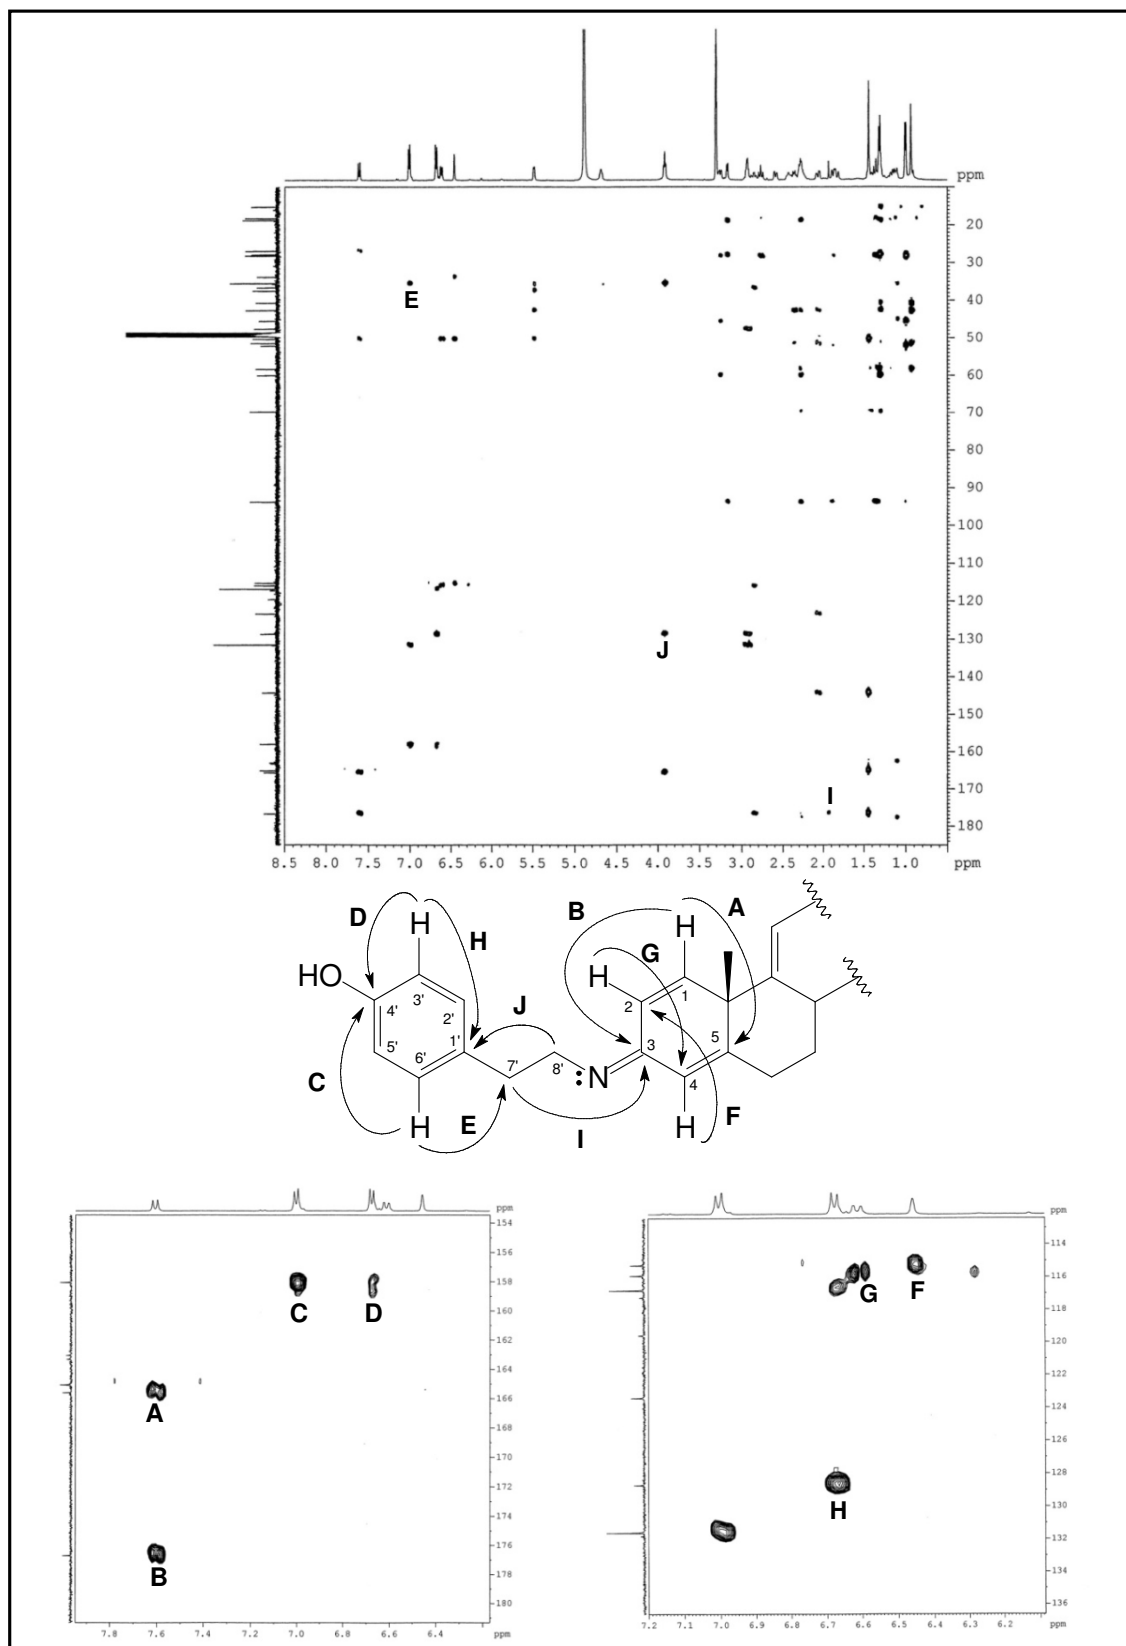 ppm
20
30
40
E
50
60
70
80
90
100
110
120
130
J
140
150
160
170
I
180
8.5 8.0 7.5 7.0 6.5 6.0 5.5 5.0 4.5 4.0 3.5 3.0 2.5 2.0 1.5 1.0 ppm
D H B A
H H G
H
HO 3' 2' 1 2
4' J 5
5' 1' 3
6' 7' 8' :N 4
C H E I H F
ppm
154
156
158
C D
160
162
164
166
A
168
170
172
174
176
B
178
180
7.8 7.6 7.4 7.2 7.0 6.8 6.6 6.4 ppm
ppm
114
116
G F
118
120
122
124
126
128
H
130
132
134
136
7.2 7.1 7.0 6.9 6.8 6.7 6.6 6.5 6.4 6.3 6.2 ppm